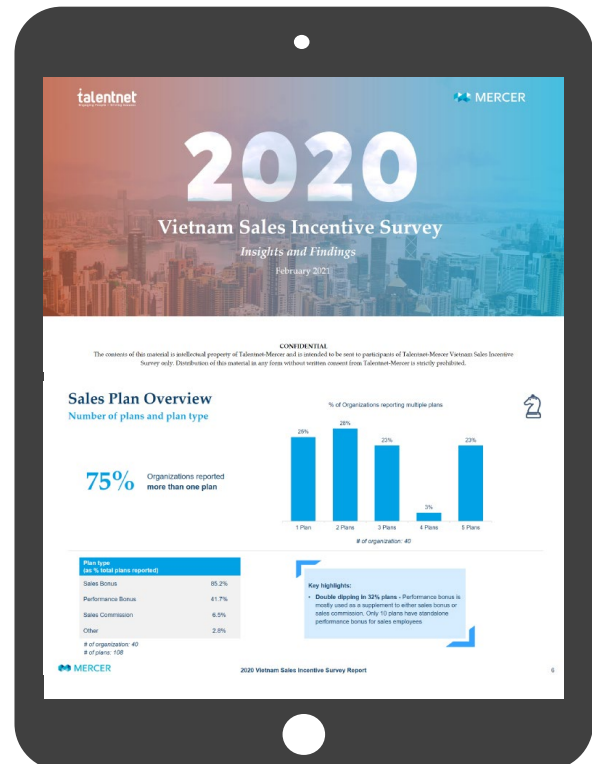 talentnet
MERCER
2020
Vietnam Sales Incentive Survey
Insights and Findings
February 2021
CONFIDENTIAL
The contents of this material is intellectual property of Talentnet-Mercer and is intended to be sent to participants of Talentnet-Mercer Vietnam Sales Incentive
Survey only. Distribution of this material in any form without written consent from Talentnet-Mercer is strictly prohibited.
Sales Plan Overview
Number of plans and plan type
% of Organizations reporting multiple plans
75%
Organizations reported
more than one plan
28%
23%
3%
23%
1 Plan
2 Plans
3 Plans
4 Plans
5 Plans
# of organization: 40
Plan type
(as % total plans reported)
Sales Bonus
Performance Bonus 41.7%
Sales Commission 6.5%
Other 2.8%
# of organization: 40
# of plans: 108
Key highlights:
• Double dipping in 32% plans - Performance bonus is
mostly used as a supplement to either sales bonus or
sales commission. Only 10 plans have standalone
performance bonus for sales employees
MERCER
2020 Vietnam Sales Incentive Survey Report
6